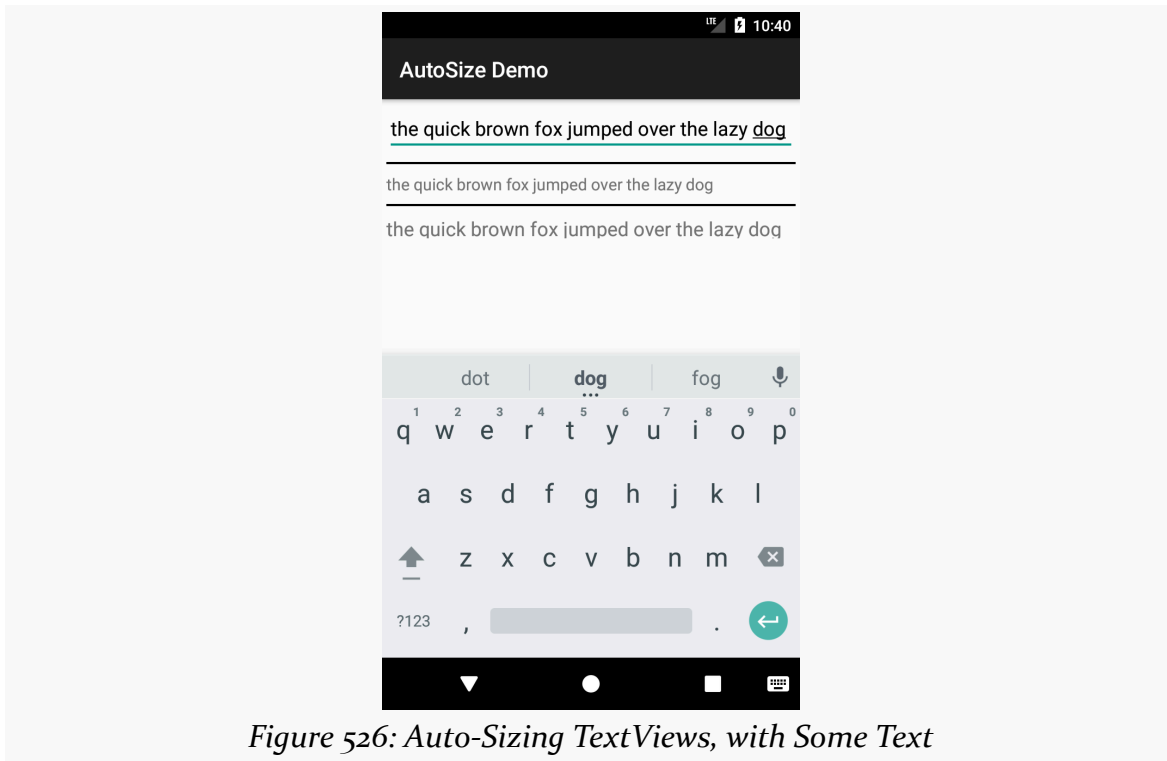 LTE 10:40
AutoSize Demo
the quick brown fox jumped over the lazy dog
the quick brown fox jumped over the lazy dog
the quick brown fox jumped over the lazy dog
dot dog fog
1 2 3 4 5 6 7 8 9 0
q w e r t y u i o p
a s d f g h j k l
z x c v b n m
?123 , .
Figure 526: Auto-Sizing TextViews, with Some Text